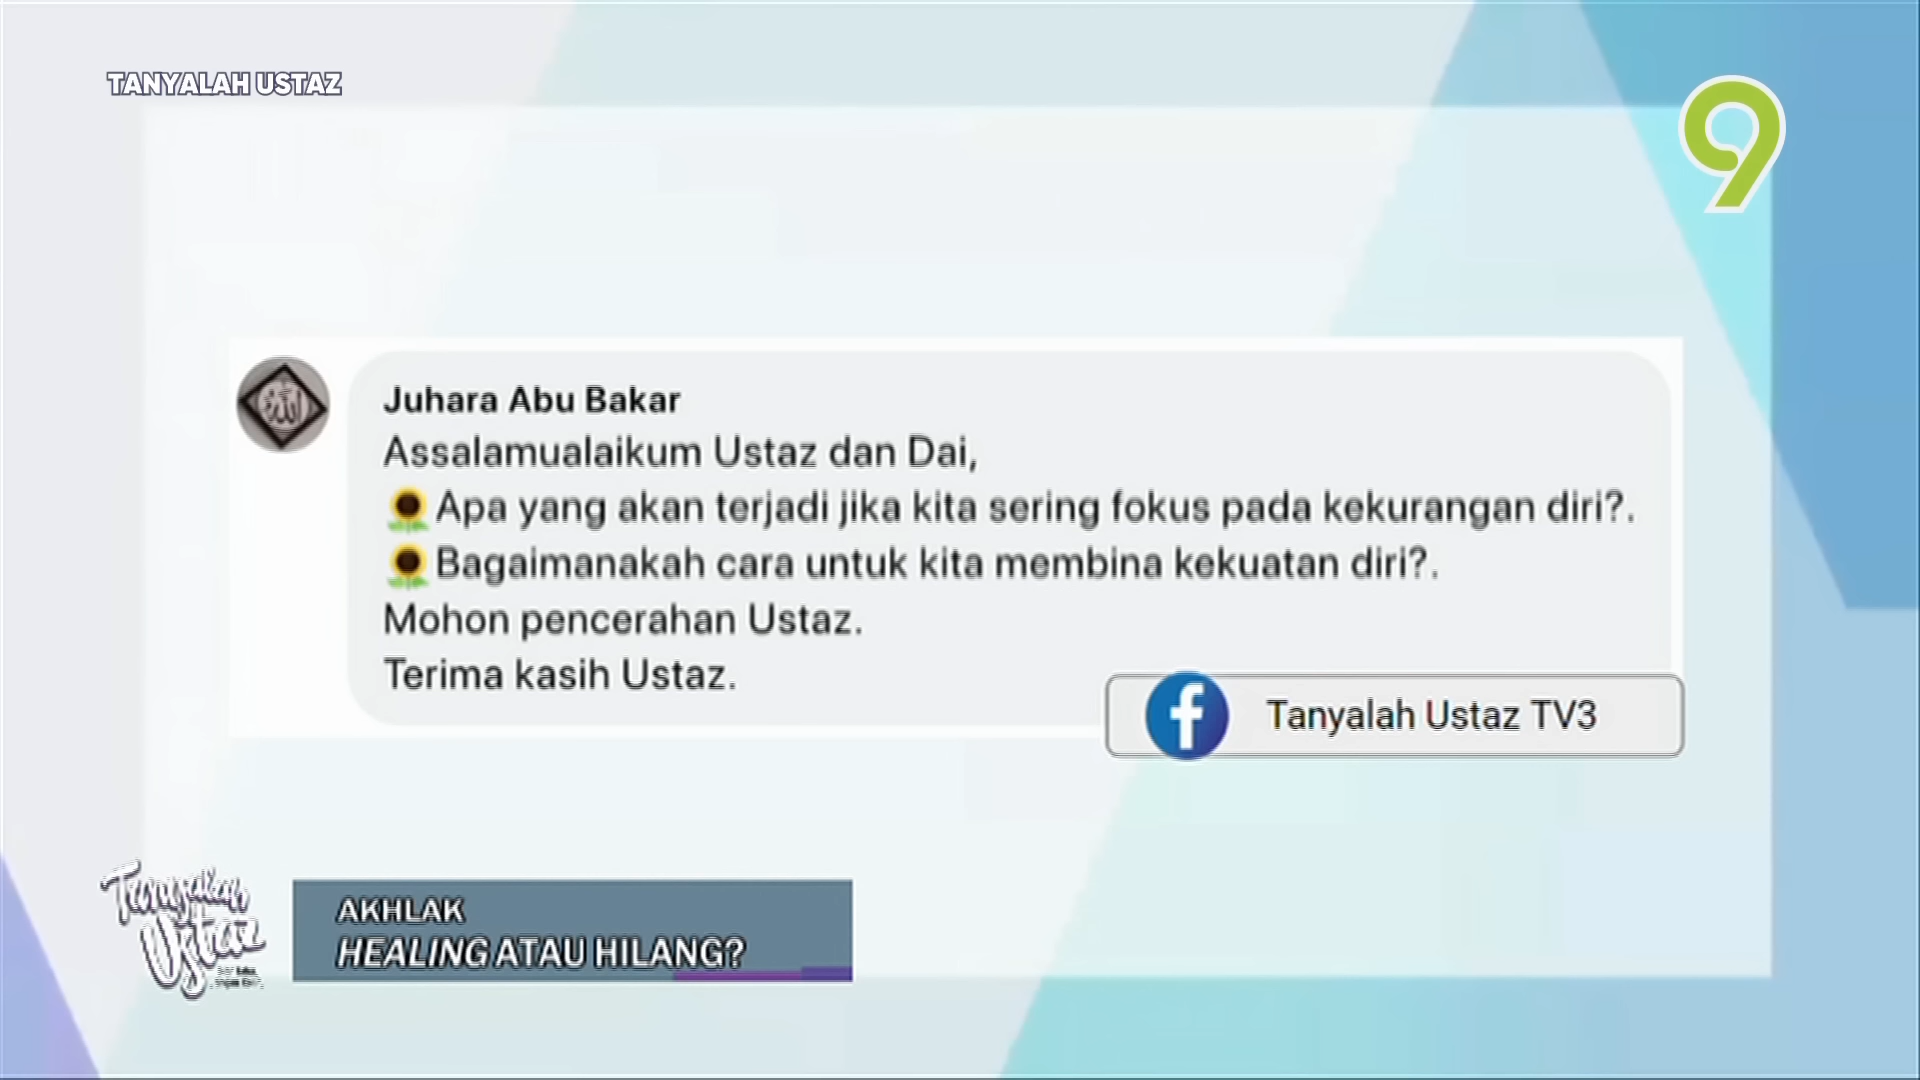 TANYALAH USTAZ
9
Juhara Abu Bakar
Assalamualaikum Ustaz dan Dai,
🌻Apa yang akan terjadi jika kita sering fokus pada kekurangan diri?.
🌻Bagaimanakah cara untuk kita membina kekuatan diri?.
Mohon pencerahan Ustaz.
Terima kasih Ustaz.
Tanyalah Ustaz TV3
Tanyalah
Ustaz
AKHLAK
HEALING ATAU HILANG?